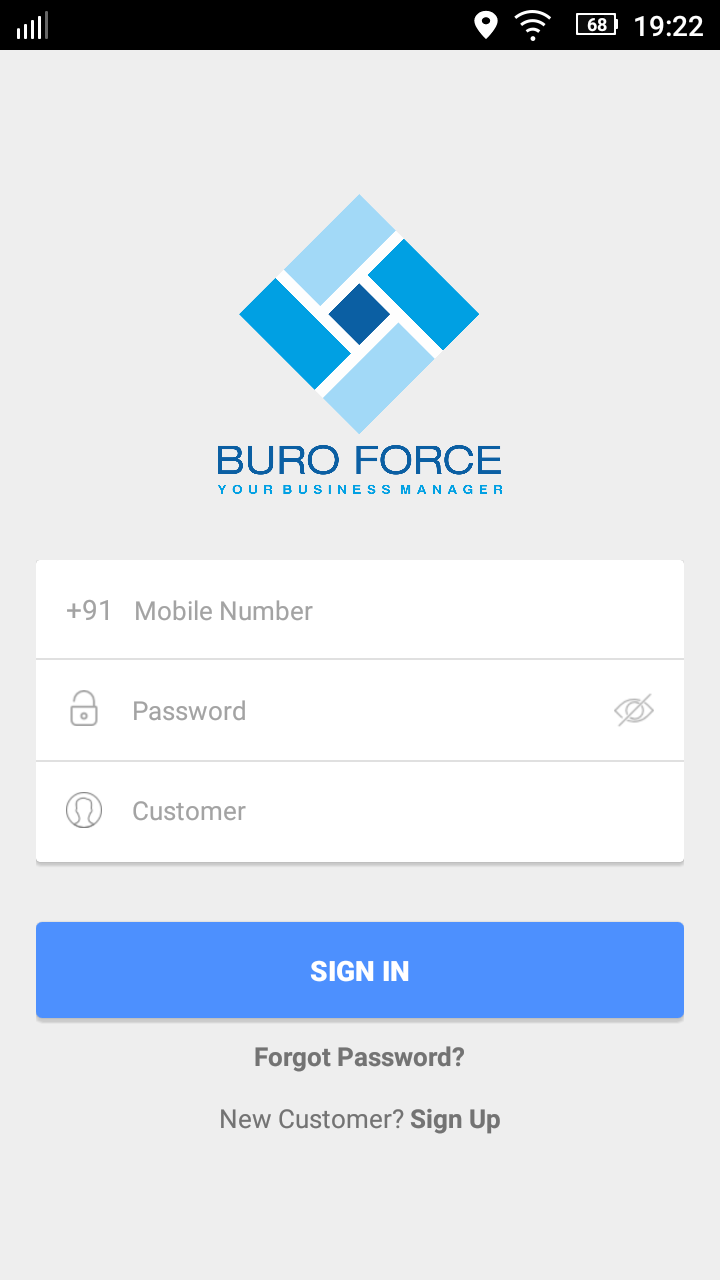 68 19:22
BURO FORCE
YOUR BUSINESS MANAGER
+91 Mobile Number
Password
Customer
SIGN IN
Forgot Password?
New Customer? Sign Up